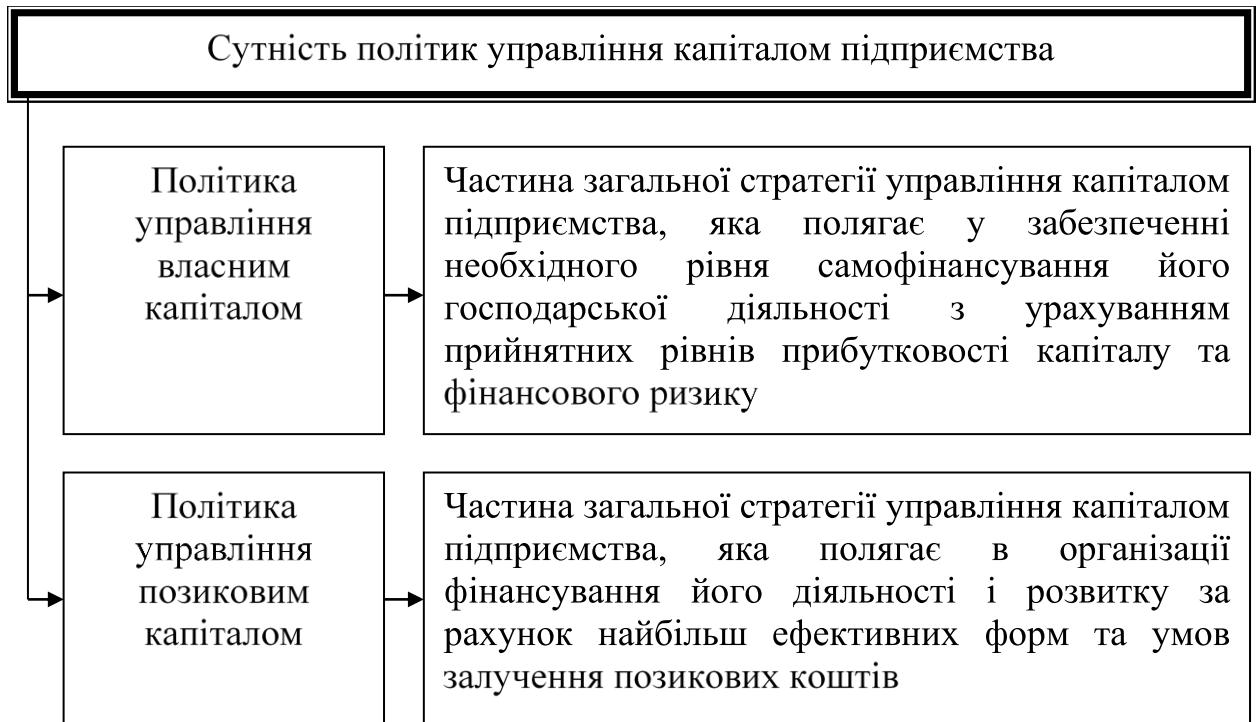 Сутність політик управління капіталом підприємства
Політика
управління
власним
капіталом
Частина загальної стратегії управління капіталом
підприємства, яка полягає у забезпеченні
необхідного рівня самофінансування його
господарської діяльності з урахуванням
прийнятних рівнів прибутковості капіталу та
фінансового ризику
Політика
управління
позиковим
капіталом
Частина загальної стратегії управління капіталом
підприємства, яка полягає в організації
фінансування його діяльності і розвитку за
рахунок найбільш ефективних форм та умов
залучення позикових коштів